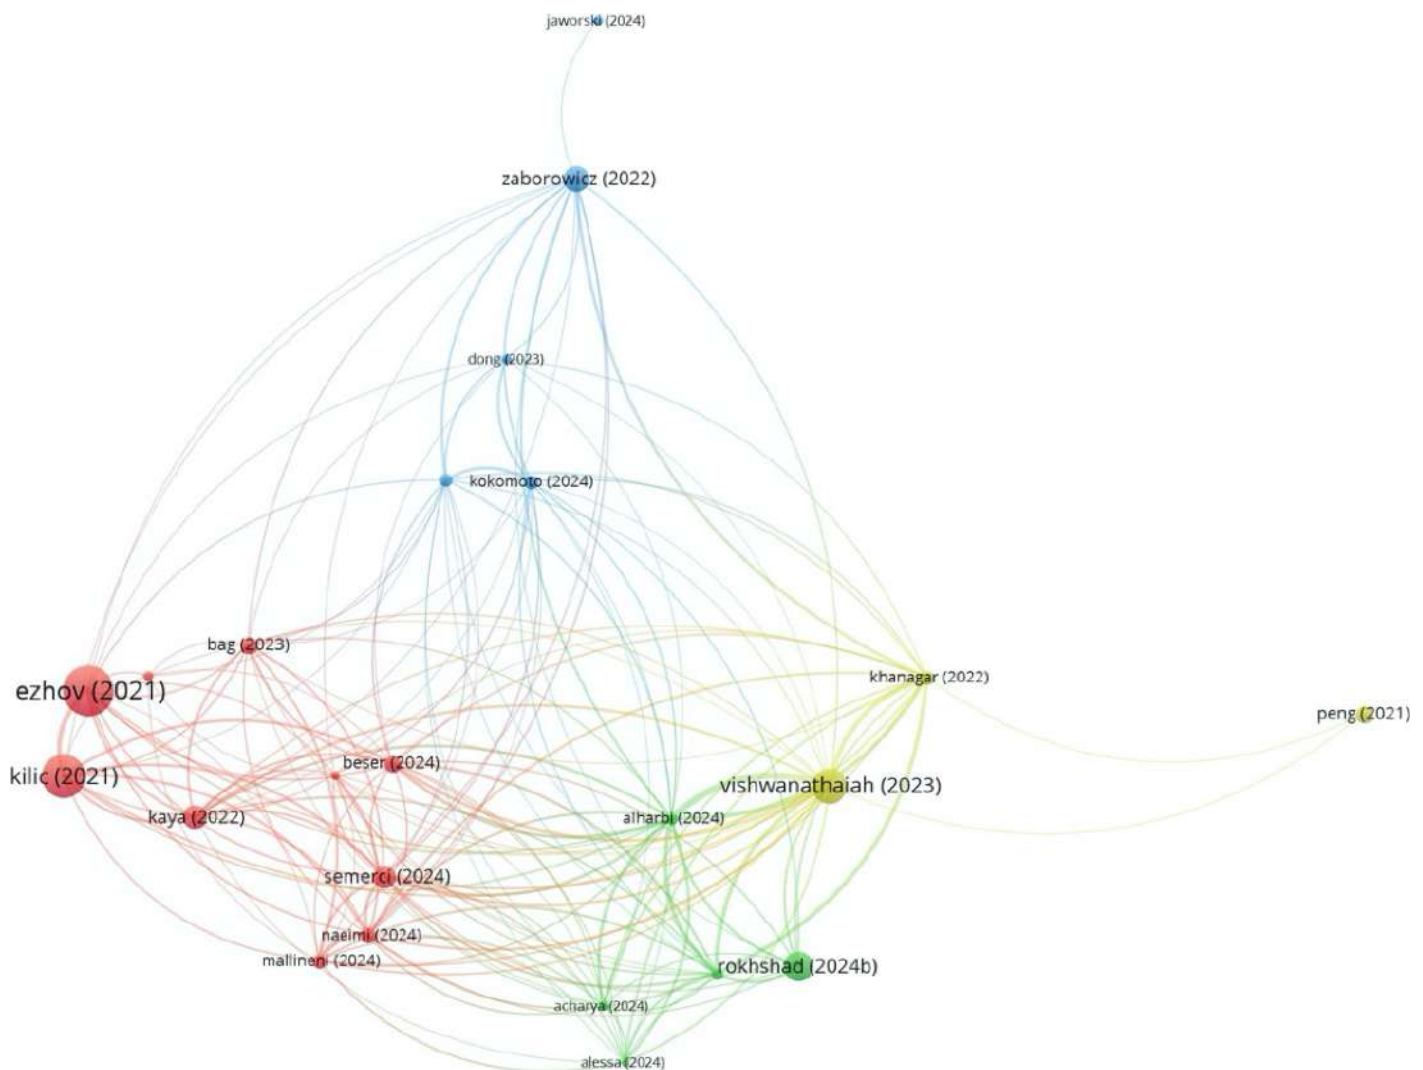 jaworski (2024)
zaborowicz (2022)
dong (2023)
kokomoto (2024)
bag (2023)
khanagar (2022)
ezhov (2021)
peng (2021)
beser (2024)
kilic (2021)
vishwanathaiah (2023)
kaya (2022)
alharbi (2024)
semerci (2024)
naeimi (2024)
mallineni (2024)
rokhshad (2024b)
acharya (2024)
alessa (2024)